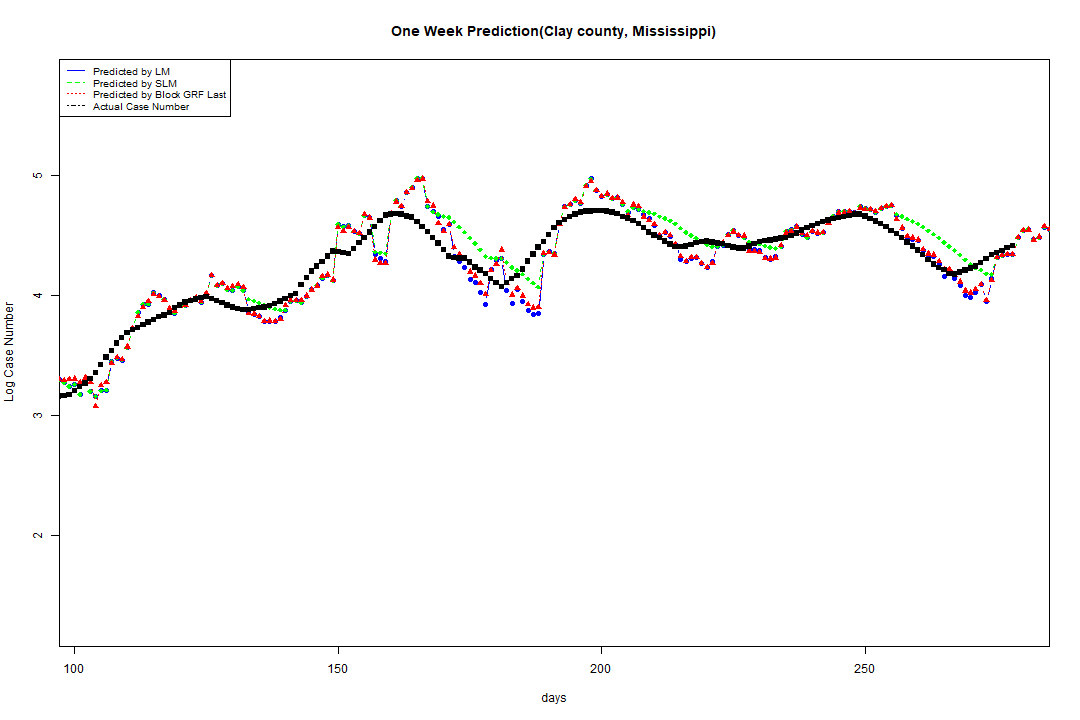 One Week Prediction(Clay county, Mississippi)
Predicted by LM
Predicted by SLM
Predicted by Block GRF Last
Actual Case Number
5
4
3
2
Log Case Number
100 150 200 250
days